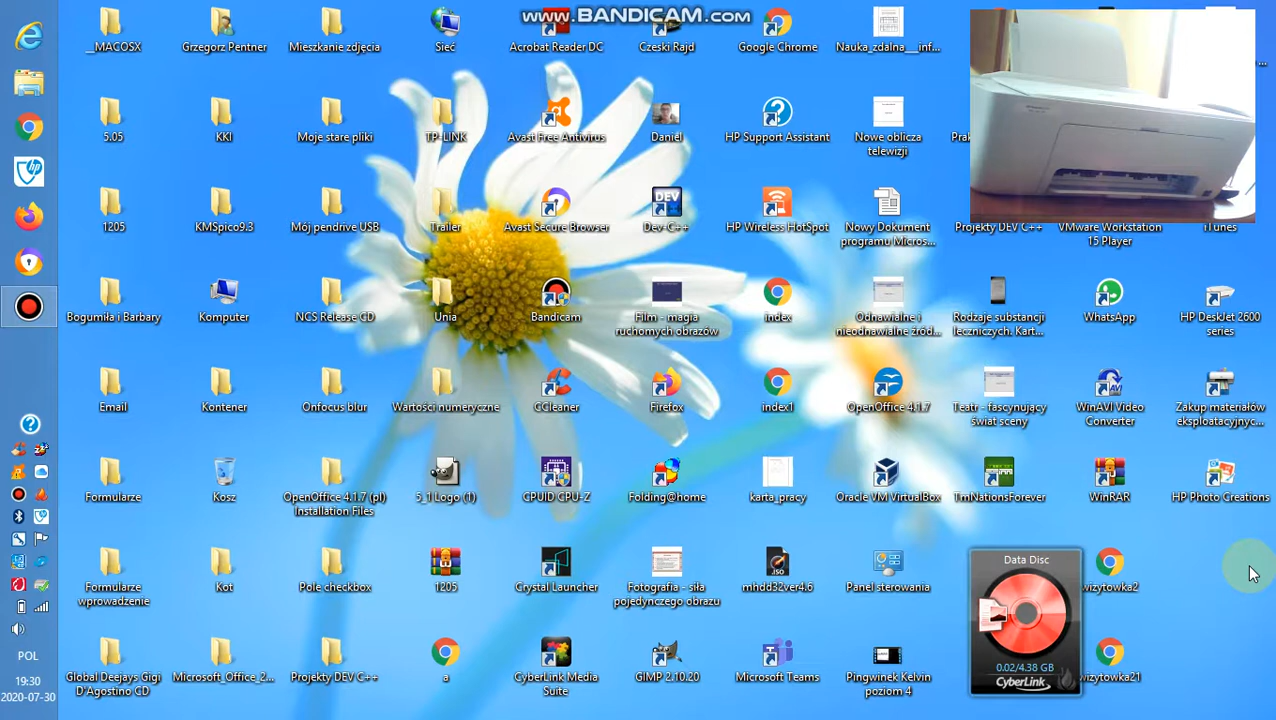 www.BANDICAM.com
__MACOSX
Grzegorz Pentner
Mieszkanie zdjęcia
Sieć
Acrobat Reader DC
Czeski Rajd
Google Chrome
Nauka_zdalna__inf...
5.05
KKI
Moje stare pliki
TP-LINK
Avast Free Antivirus
Daniel
HP Support Assistant
Nowe oblicza
telewizji
1205
KMSpico9.3
Mój pendrive USB
Trailer
Avast Secure Browser
Dev-C++
HP Wireless HotSpot
Nowy Dokument
programu Micros...
Projekty DEV C++
VMware Workstation
15 Player
iTunes
Bogumiła i Barbary
Komputer
NCS Release CD
Unia
Bandicam
Film - magia
ruchomych obrazów
index
Odnawialne i
nieodnawialne źród...
Rodzaje substancji
leczniczych. Kart...
WhatsApp
HP DeskJet 2600
series
Email
Kontener
Onfocus blur
Wartości numeryczne
CCleaner
Firefox
index1
OpenOffice 4.1.7
Teatr - fascynujący
świat sceny
WinAVI Video
Converter
Zakup materiałów
eksploatacyjnyc...
Formularze
Kosz
OpenOffice 4.1.7 (pl)
Installation Files
5_1 Logo (1)
CPUID CPU-Z
Folding@home
karta_pracy
Oracle VM VirtualBox
TmNationsForever
WinRAR
HP Photo Creations
Formularze
wprowadzenie
Kot
Pole checkbox
1205
Crystal Launcher
Fotografia - siła
pojedynczego obrazu
mhdd32ver4.6
Panel sterowania
Data Disc
0.02/4.38 GB
CyberLink
wizytowka2
Global Deejays Gigi
D'Agostino CD
Microsoft_Office_2...
Projekty DEV C++
a
CyberLink Media
Suite
GIMP 2.10.20
Microsoft Teams
Pingwinek Kelvin
poziom 4
wizytowka21
POL
19:30
2020-07-30